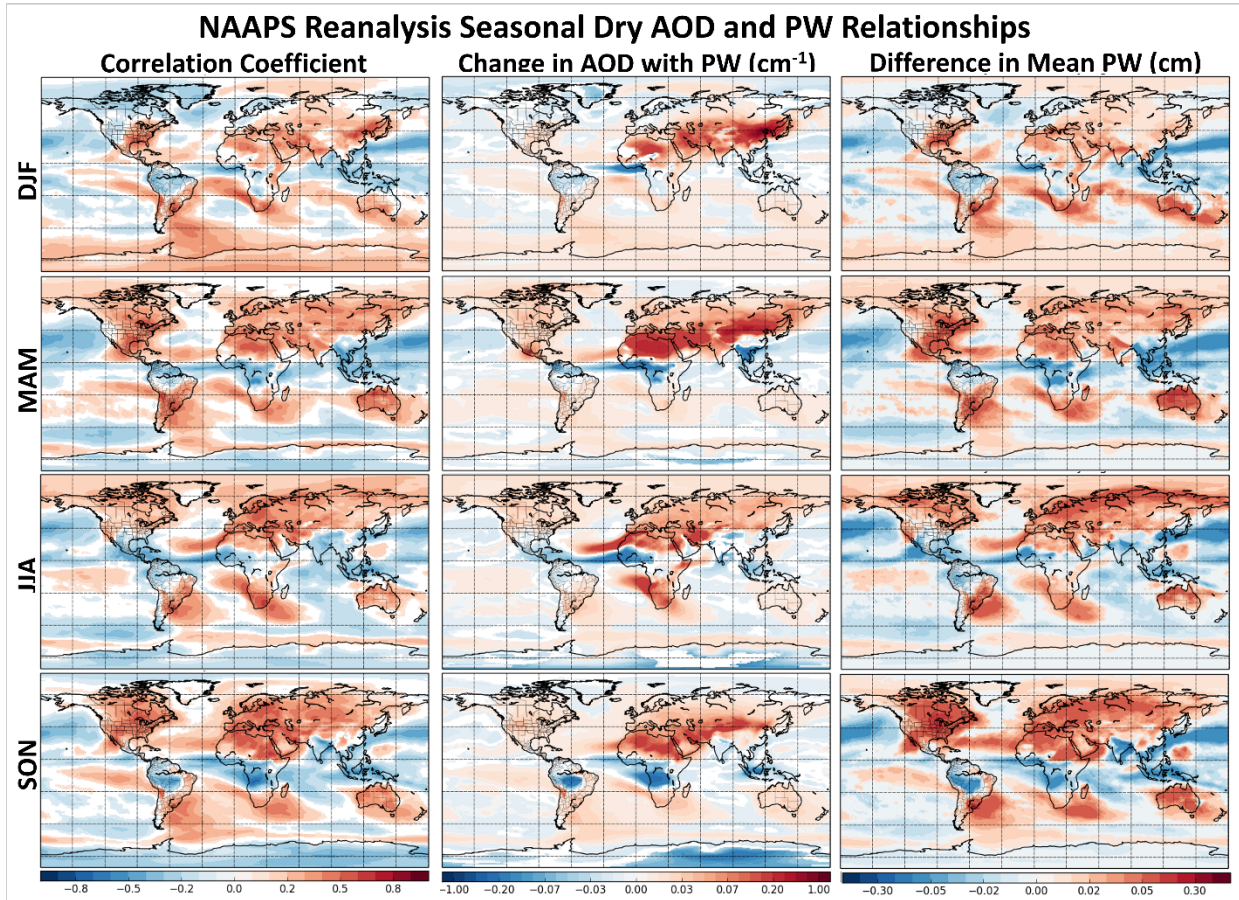 NAAPS Reanalysis Seasonal Dry AOD and PW Relationships
Correlation Coefficient Change in AOD with PW (cm⁻¹) Difference in Mean PW (cm)
DJF
MAM
JJA
SON
−0.8 −0.5 −0.2 0.0 0.2 0.5 0.8 −1.00 −0.20 −0.07 −0.03 0.00 0.03 0.07 0.20 1.00 −0.30 −0.05 −0.02 0.00 0.02 0.05 0.30